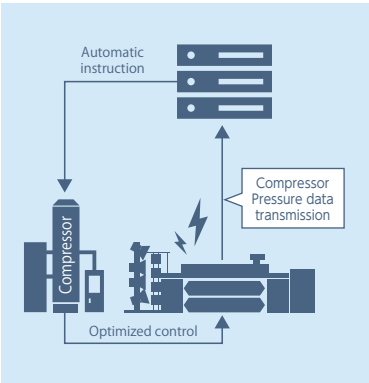 Automatic
instruction
Compressor
Pressure data
transmission
Compressor
Optimized control